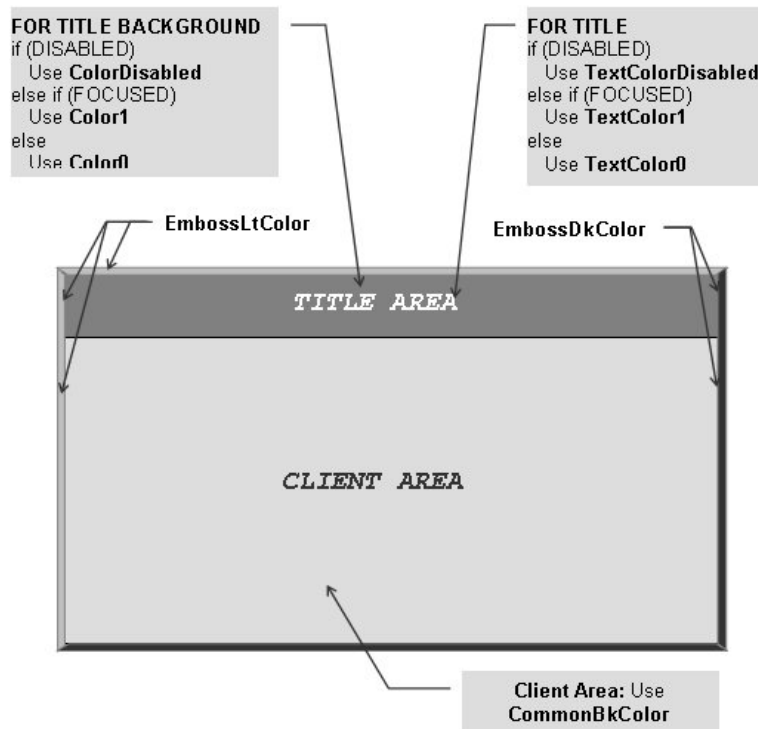 FOR TITLE BACKGROUND
if (DISABLED)
Use ColorDisabled
else if (FOCUSED)
Use Color1
else
Use Color0
FOR TITLE
if (DISABLED)
Use TextColorDisabled
else if (FOCUSED)
Use TextColor1
else
Use TextColor0
EmbossLtColor
EmbossDkColor
TITLE AREA
CLIENT AREA
Client Area: Use
CommonBkColor